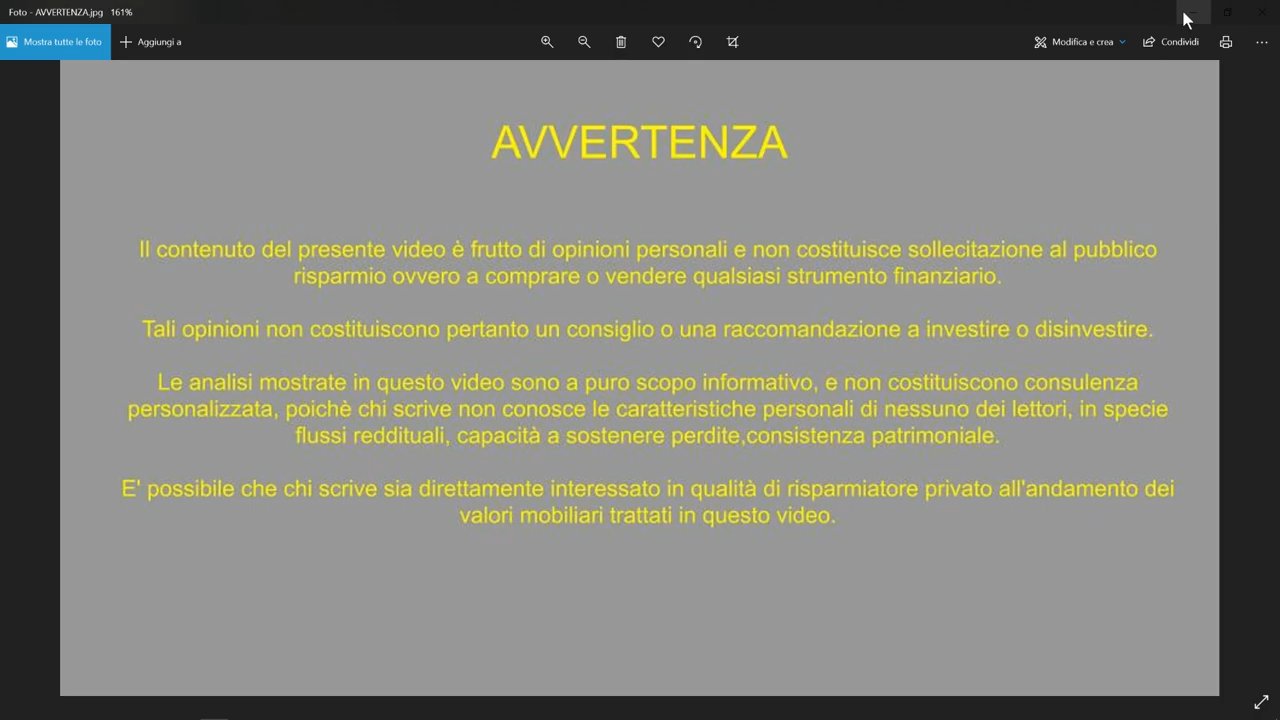 Foto - AVVERTENZA.jpg 161%
Mostra tutte le foto
Aggiungi a
Modifica e crea
Condividi
AVVERTENZA
Il contenuto del presente video è frutto di opinioni personali e non costituisce sollecitazione al pubblico
risparmio ovvero a comprare o vendere qualsiasi strumento finanziario.
Tali opinioni non costituiscono pertanto un consiglio o una raccomandazione a investire o disinvestire.
Le analisi mostrate in questo video sono a puro scopo informativo, e non costituiscono consulenza
personalizzata, poichè chi scrive non conosce le caratteristiche personali di nessuno dei lettori, in specie
flussi reddituali, capacità a sostenere perdite,consistenza patrimoniale.
E' possibile che chi scrive sia direttamente interessato in qualità di risparmiatore privato all'andamento dei
valori mobiliari trattati in questo video.